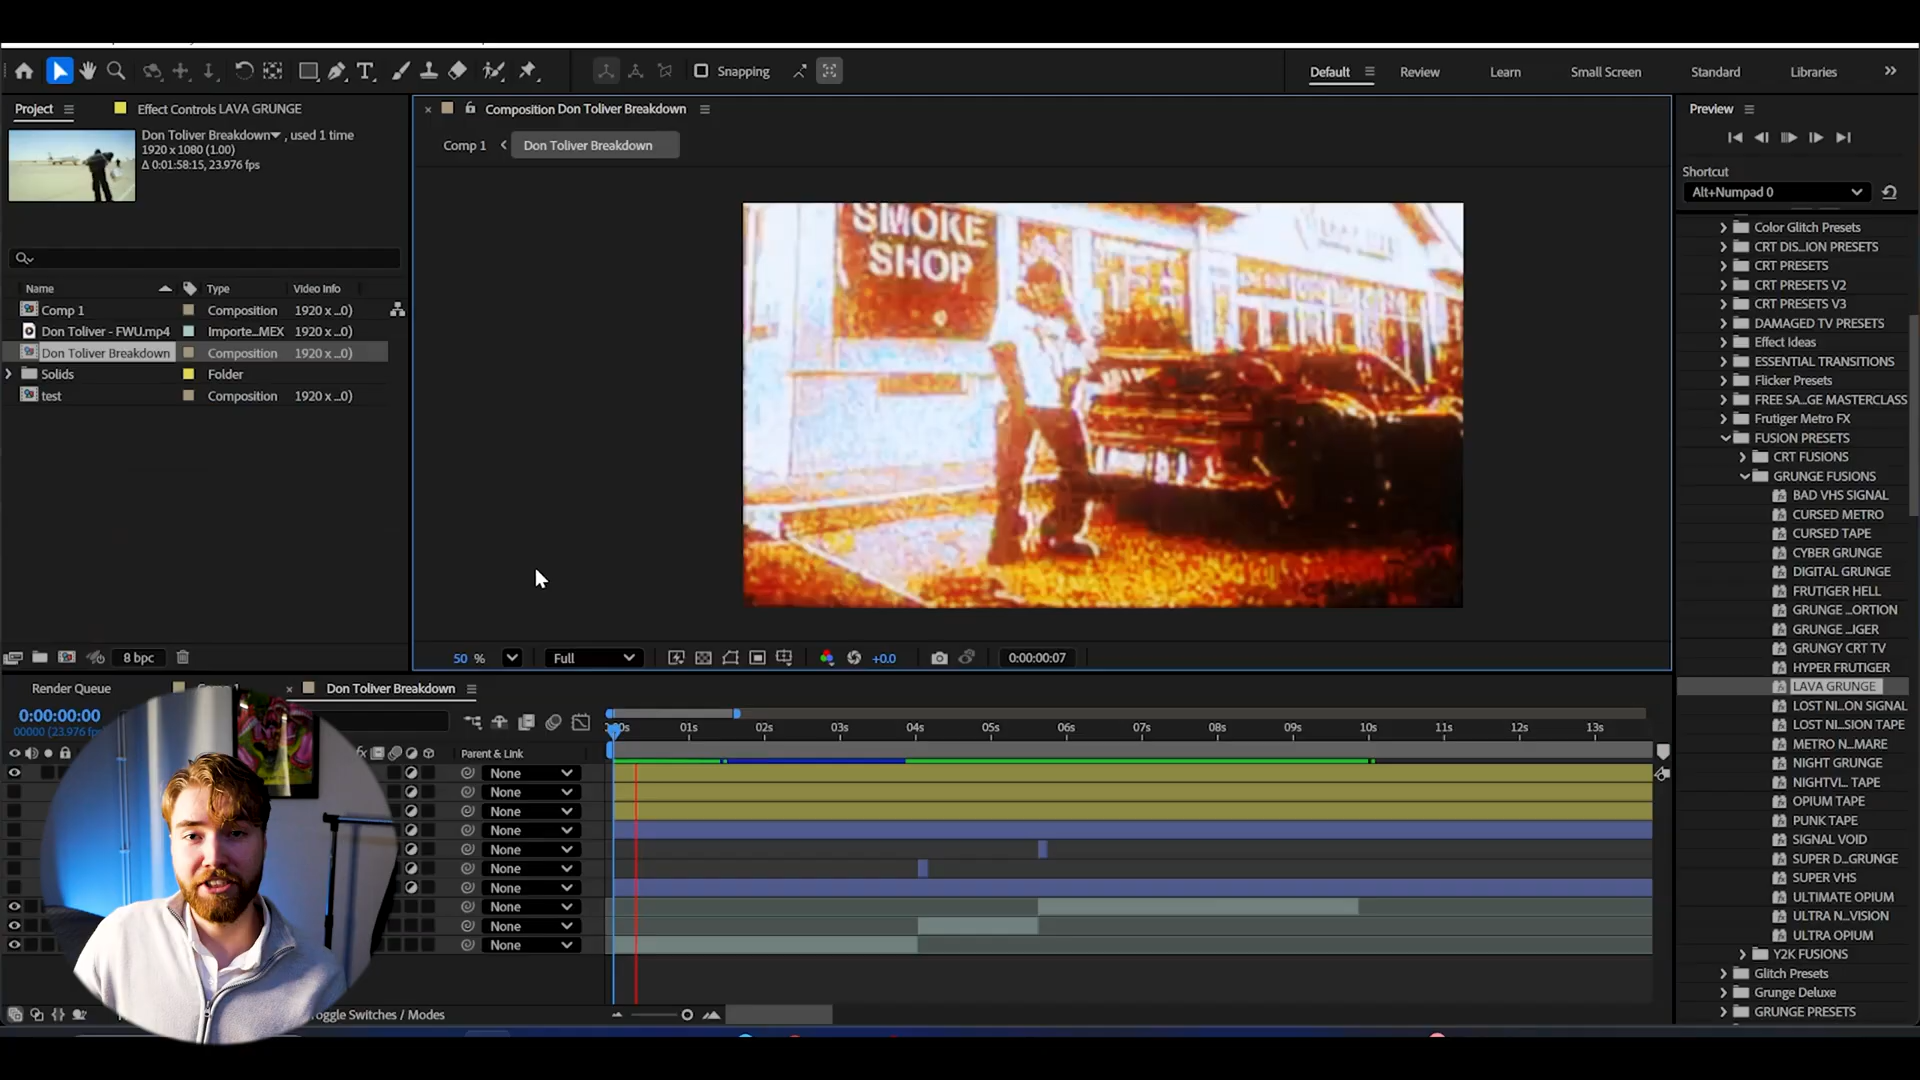 Snapping
Default
Review
Learn
Small Screen
Standard
Libraries
Project
Effect Controls LAVA GRUNGE
Don Toliver Breakdown, used 1 time
1920 x 1080 (1.00)
Δ 0:01:58:15, 23.976 fps
Name
Type
Video Info
Comp 1
Composition
1920 x ...0)
Don Toliver - FWU.mp4
Importe...MEX
1920 x ...0)
Don Toliver Breakdown
Composition
1920 x ...0)
Solids
Folder
test
Composition
1920 x ...0)
8 bpc
Composition Don Toliver Breakdown
Comp 1
Don Toliver Breakdown
SMOKE
SHOP
50 %
Full
+0.0
0:00:00:07
Preview
Shortcut
Alt+Numpad 0
Color Glitch Presets
CRT DIS...ION PRESETS
CRT PRESETS
CRT PRESETS V2
CRT PRESETS V3
DAMAGED TV PRESETS
Effect Ideas
ESSENTIAL TRANSITIONS
Flicker Presets
FREE SA...GE MASTERCLASS
Frutiger Metro FX
FUSION PRESETS
CRT FUSIONS
GRUNGE FUSIONS
BAD VHS SIGNAL
CURSED METRO
CURSED TAPE
CYBER GRUNGE
DIGITAL GRUNGE
FRUTIGER HELL
GRUNGE ...ORTION
GRUNGE ...IGER
GRUNGY CRT TV
HYPER FRUTIGER
LAVA GRUNGE
LOST NI...ON SIGNAL
LOST NI...SION TAPE
METRO N...MARE
NIGHT GRUNGE
NIGHTVI... TAPE
OPIUM TAPE
PUNK TAPE
SIGNAL VOID
SUPER D...GRUNGE
SUPER VHS
ULTIMATE OPIUM
ULTRA N...VISION
ULTRA OPIUM
Y2K FUSIONS
Glitch Presets
Grunge Deluxe
GRUNGE PRESETS
Render Queue
Don Toliver Breakdown
0:00:00:00
00000 (23.976 fps)
Parent & Link
None
None
None
None
None
None
None
None
None
None
01s
02s
03s
04s
05s
06s
07s
08s
09s
10s
11s
12s
13s
oggle Switches / Modes